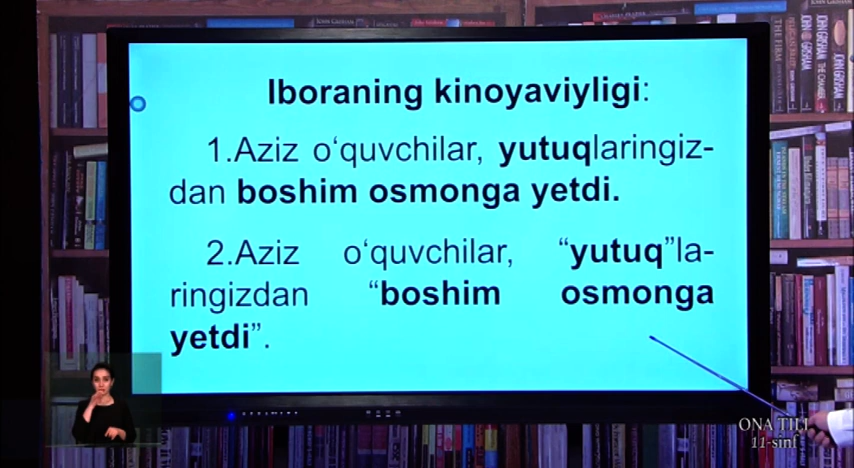 Iboraning kinoyaviyligi:
1.Aziz o‘quvchilar, yutuqlaringiz-
dan boshim osmonga yetdi.
2.Aziz o‘quvchilar, “yutuq”la-
ringizdan “boshim osmonga
yetdi”.
ONA TILI
11-sinf